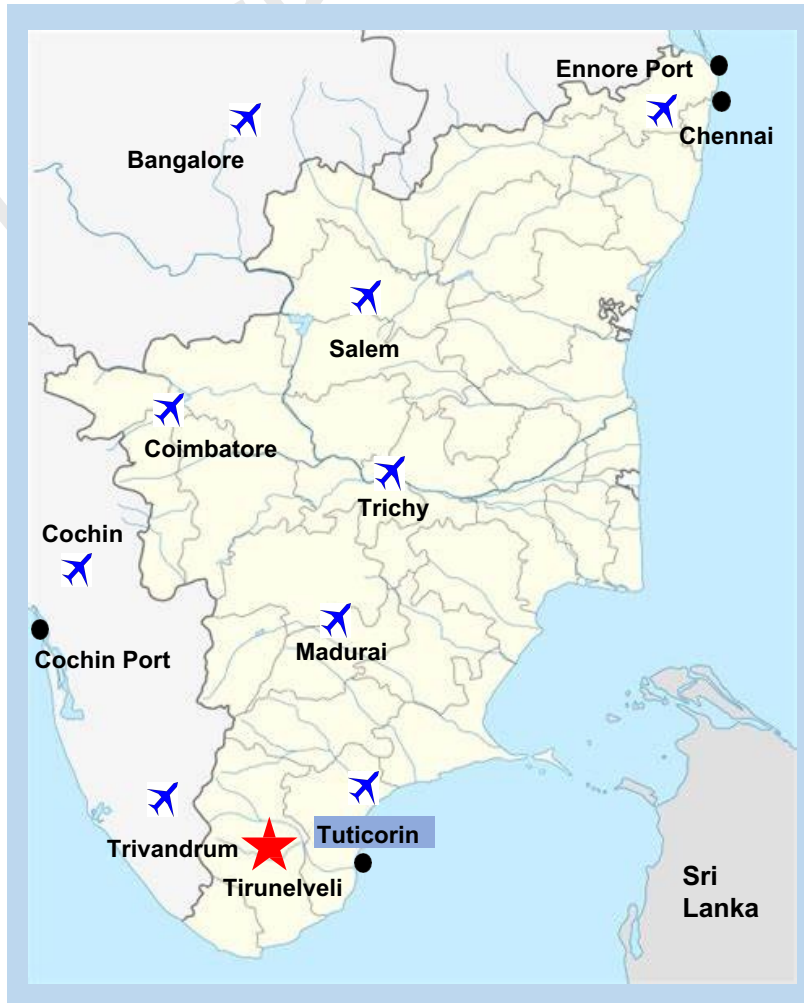 Ennore Port
Chennai
Bangalore
Salem
Coimbatore
Trichy
Cochin
Madurai
Cochin Port
Tuticorin
Trivandrum
Tirunelveli
Sri
Lanka